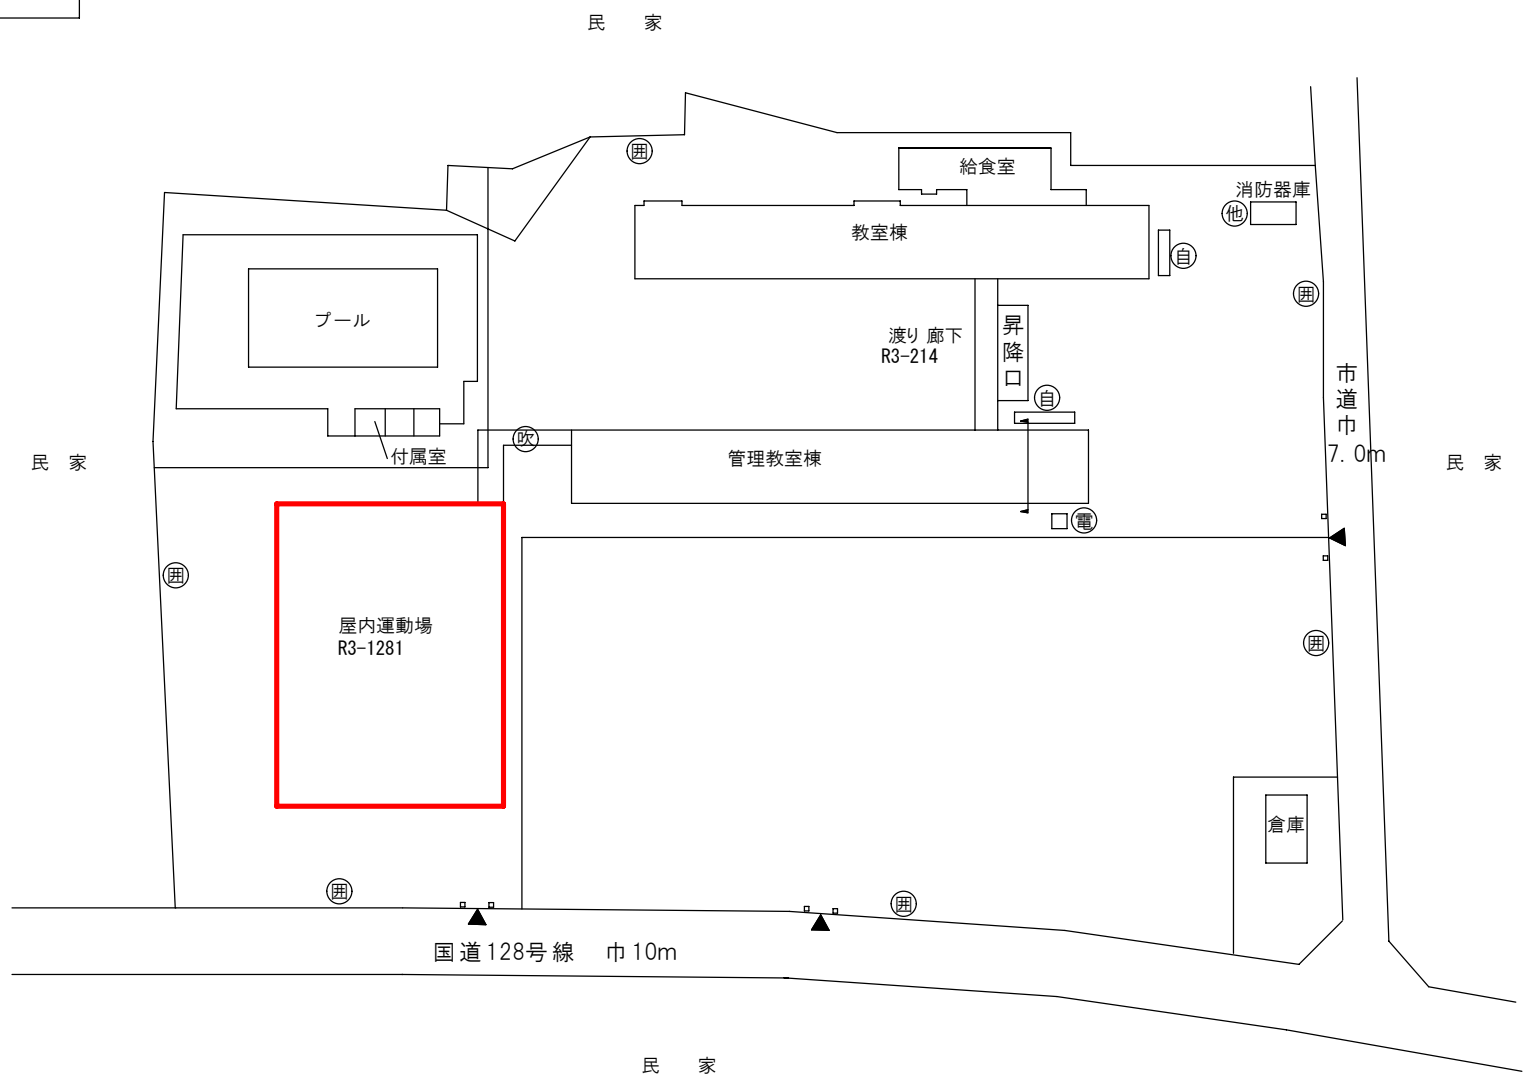 民　家
囲
給食室
消防器庫
他
教室棟
自
囲
プール
渡り廊下
R3-214
昇降口
自
市道巾
7.0m
吹
付属室
管理教室棟
民　家
民　家
電
囲
屋内運動場
R3-1281
囲
倉庫
囲
囲
国道128号線　巾10m
民　家